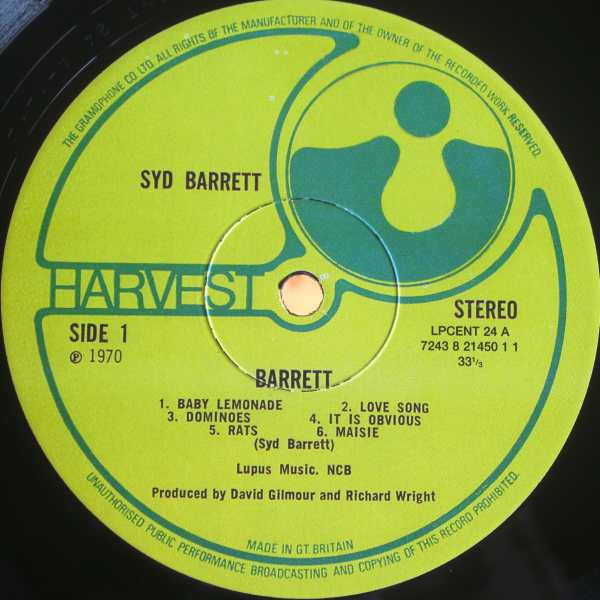 THE GRAMOPHONE CO LTD. ALL RIGHTS OF THE MANUFACTURER AND OF THE OWNER OF THE RECORDED WORK RESERVED.
SYD BARRETT
HARVEST
SIDE 1
℗ 1970
STEREO
LPCENT 24 A
7243 8 21450 1 1
33⅓
BARRETT
1. BABY LEMONADE 2. LOVE SONG
3. DOMINOES 4. IT IS OBVIOUS
5. RATS 6. MAISIE
(Syd Barrett)
Lupus Music. NCB
Produced by David Gilmour and Richard Wright
MADE IN GT. BRITAIN
UNAUTHORISED PUBLIC PERFORMANCE BROADCASTING AND COPYING OF THIS RECORD PROHIBITED.